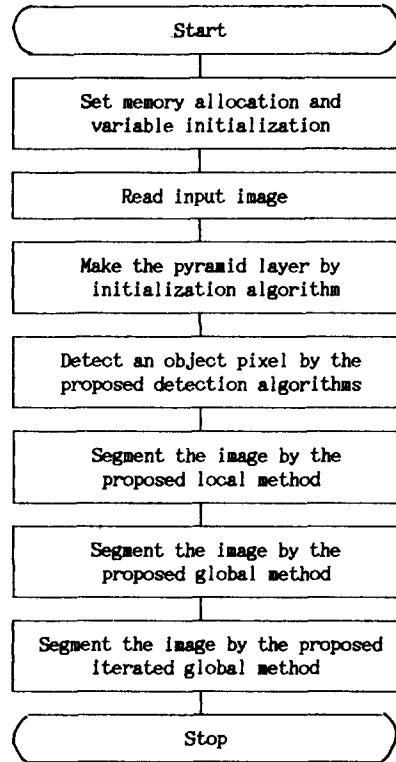 Start
Set memory allocation and
variable initialization
Read input image
Make the pyramid layer by
initialization algorithm
Detect an object pixel by the
proposed detection algorithms
Segment the image by the
proposed local method
Segment the image by the
proposed global method
Segment the image by the proposed
iterated global method
Stop